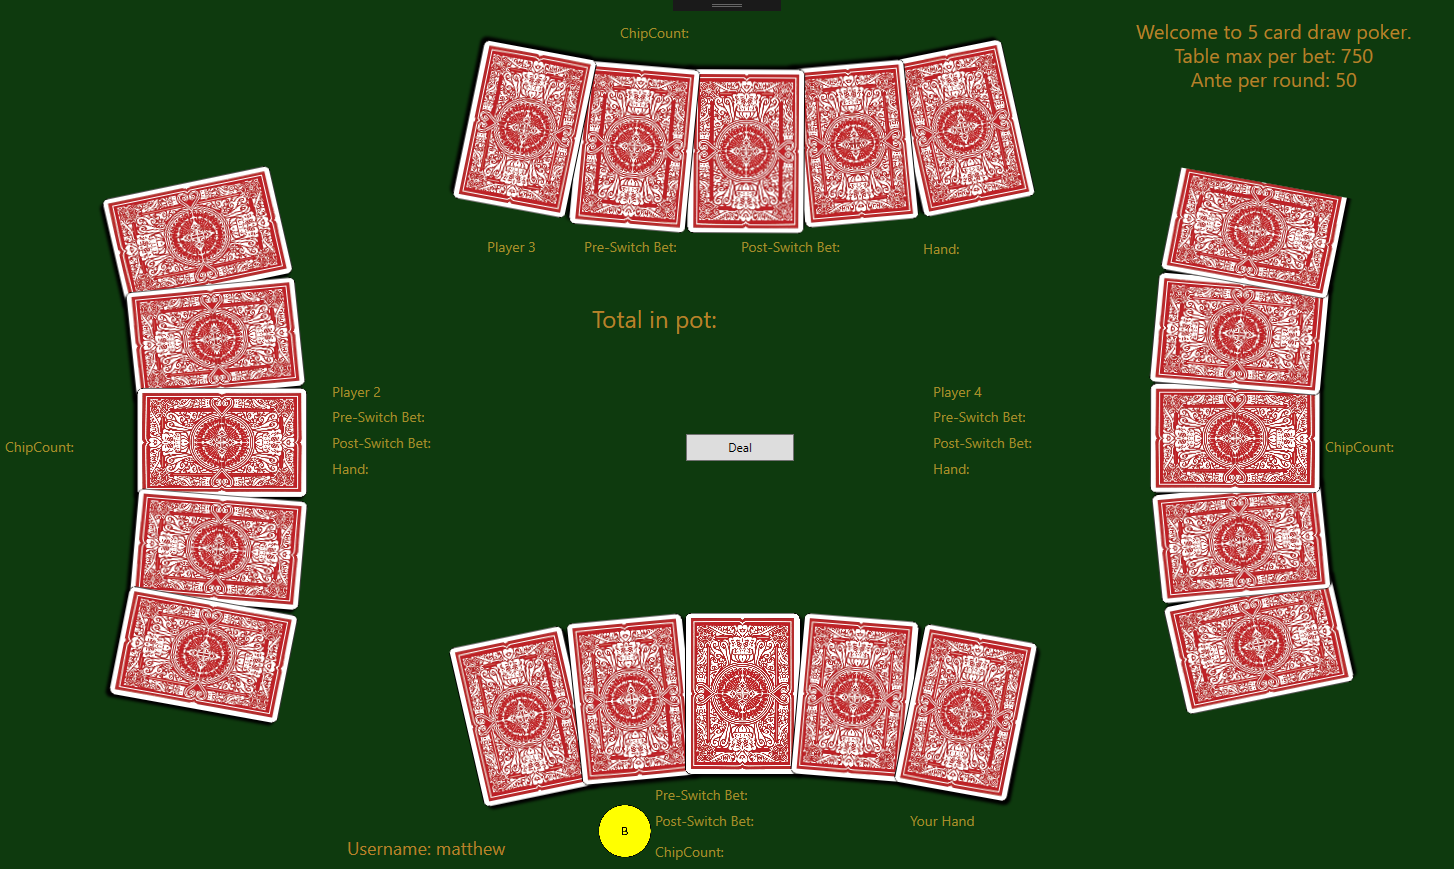 ChipCount:
Welcome to 5 card draw poker.
Table max per bet: 750
Ante per round: 50
Player 3
Pre-Switch Bet:
Post-Switch Bet:
Hand:
Total in pot:
Player 2
Pre-Switch Bet:
Post-Switch Bet:
Hand:
ChipCount:
Deal
Player 4
Pre-Switch Bet:
Post-Switch Bet:
Hand:
ChipCount:
Pre-Switch Bet:
Post-Switch Bet:
ChipCount:
B
Your Hand
Username: matthew